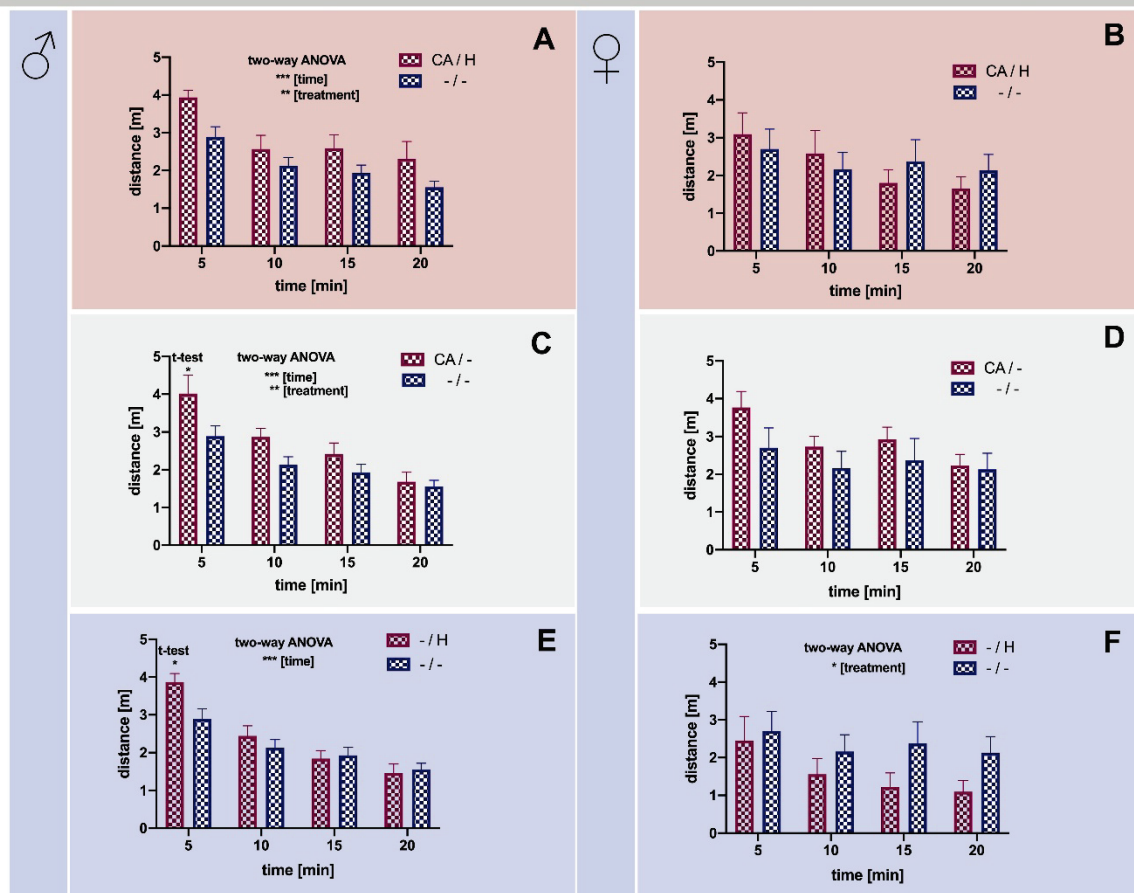 ♂
A
two-way ANOVA
*** [time]
** [treatment]
CA / H
- / -
distance [m]
5
4
3
2
1
0
5 10 15 20
time [min]
♀
B
CA / H
- / -
distance [m]
5
4
3
2
1
0
5 10 15 20
time [min]
C
t-test
*
two-way ANOVA
*** [time]
** [treatment]
CA / -
- / -
distance [m]
5
4
3
2
1
0
5 10 15 20
time [min]
D
CA / -
- / -
distance [m]
5
4
3
2
1
0
5 10 15 20
time [min]
E
t-test
*
two-way ANOVA
*** [time]
- / H
- / -
distance [m]
5
4
3
2
1
0
5 10 15 20
time [min]
F
two-way ANOVA
* [treatment]
- / H
- / -
distance [m]
5
4
3
2
1
0
5 10 15 20
time [min]